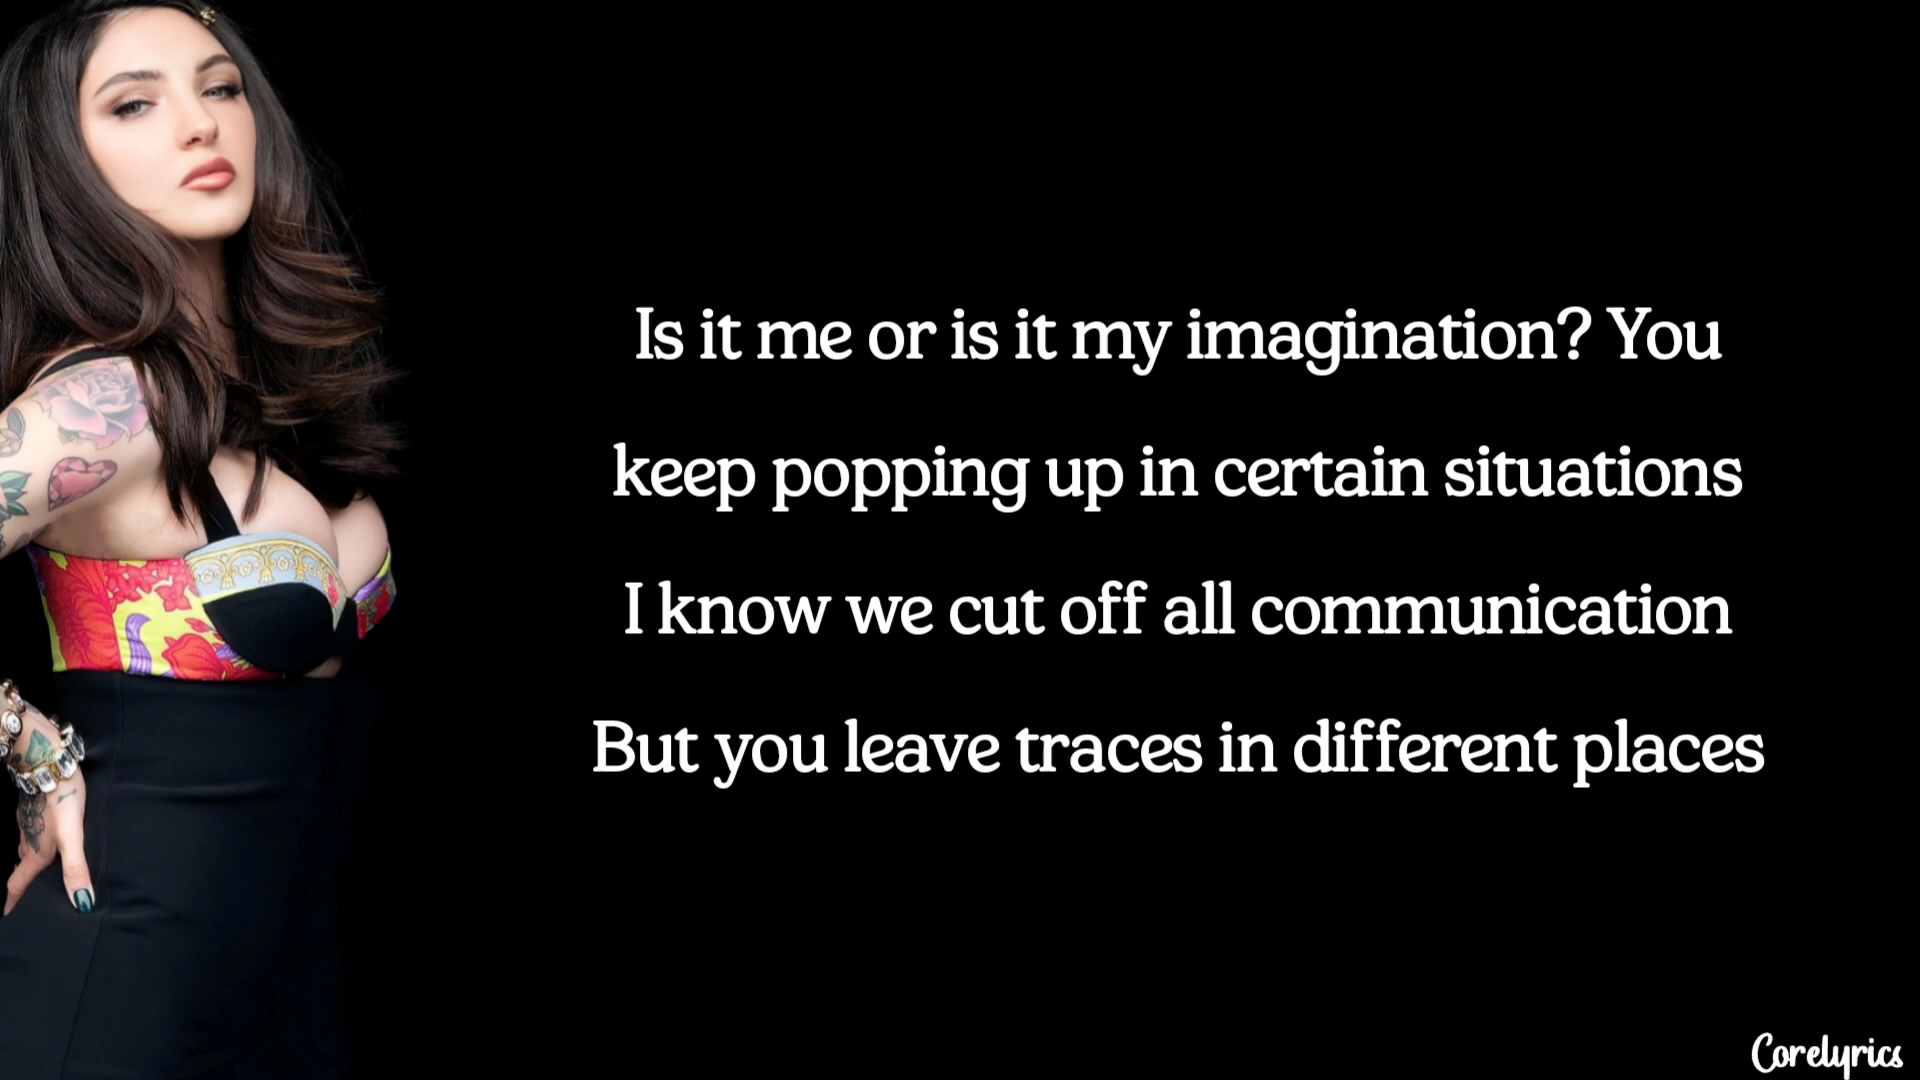 Is it me or is it my imagination? You
keep popping up in certain situations
I know we cut off all communication
But you leave traces in different places
Corelyrics